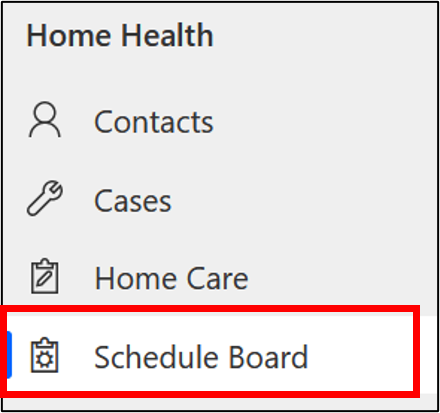 Home Health
Contacts
Cases
Home Care
Schedule Board